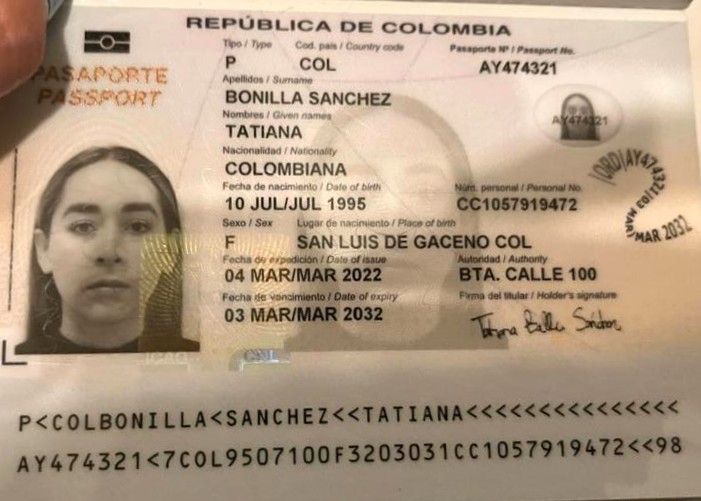 REPÚBLICA DE COLOMBIA
PASAPORTE
PASSPORT
Tipo / Type Cod. país / Country code Pasaporte Nº / Passport No.
P COL AY474321
Apellidos / Surname
BONILLA SANCHEZ
Nombres / Given names
TATIANA
AY474321
Nacionalidad / Nationality
COLOMBIANA
Fecha de nacimiento / Date of birth Núm. personal / Personal No.
10 JUL/JUL 1995 CC1057919472
Sexo / Sex Lugar de nacimiento / Place of birth
F SAN LUIS DE GACENO COL
MAR 2032
Fecha de expedición / Date of issue Autoridad / Authority
04 MAR/MAR 2022 BTA. CALLE 100
Fecha de vencimiento / Date of expiry Firma del titular / Holder's signature
03 MAR/MAR 2032
ICAO
P<COLBONILLA<SANCHEZ<<TATIANA<<<<<<<<<<<<<<<
AY474321<7COL9507100F3203031CC1057919472<<98